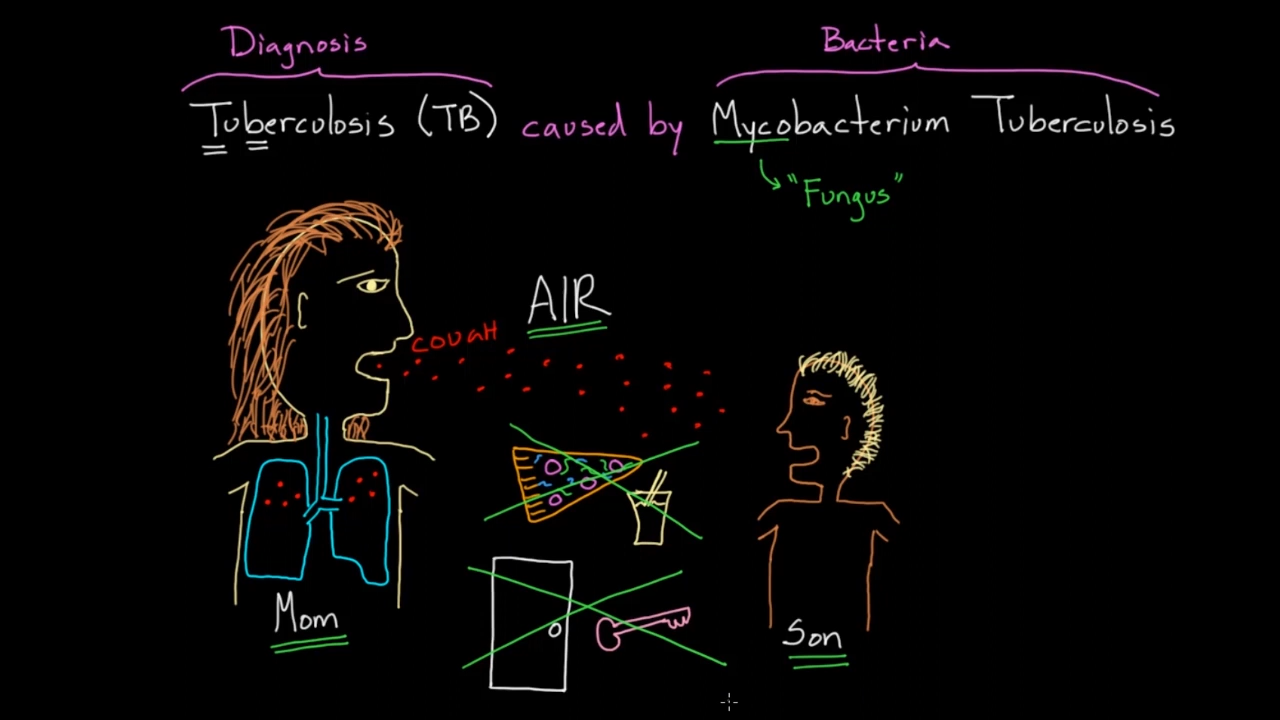 Diagnosis
Bacteria
Tuberculosis (TB) caused by Mycobacterium Tuberculosis
"Fungus"
AIR
COUGH
Mom
Son